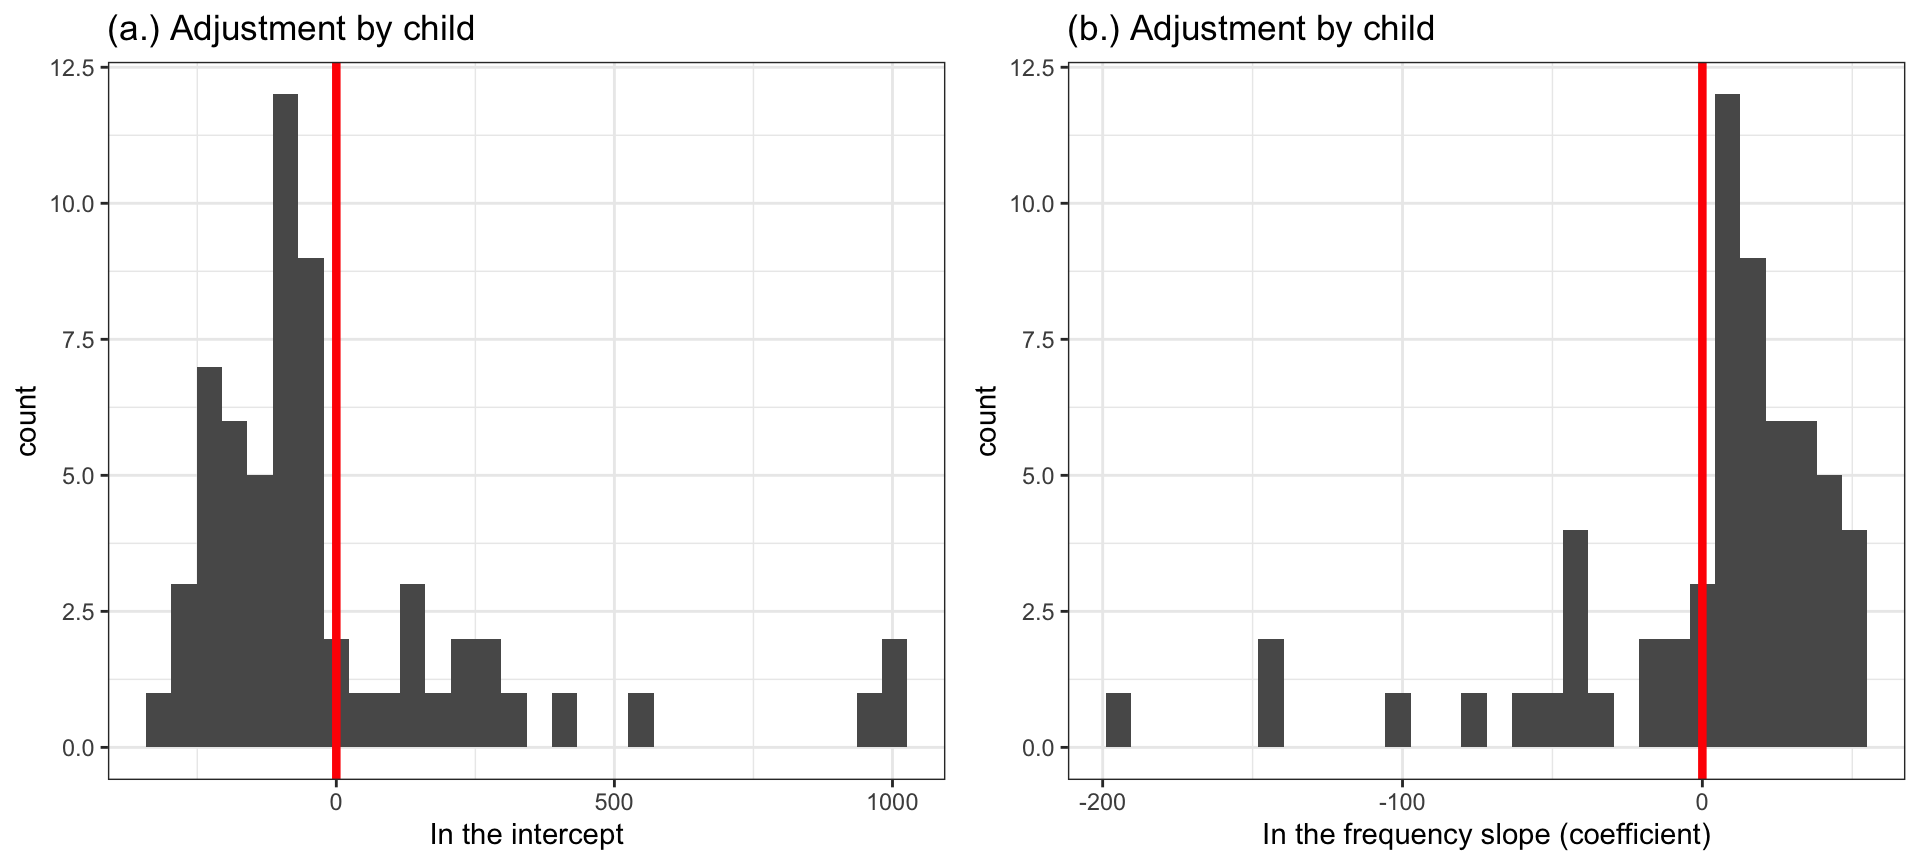 (a.) Adjustment by child
12.5
10.0
7.5
5.0
2.5
0.0
count
0 500 1000
In the intercept
(b.) Adjustment by child
12.5
10.0
7.5
5.0
2.5
0.0
count
-200 -100 0
In the frequency slope (coefficient)